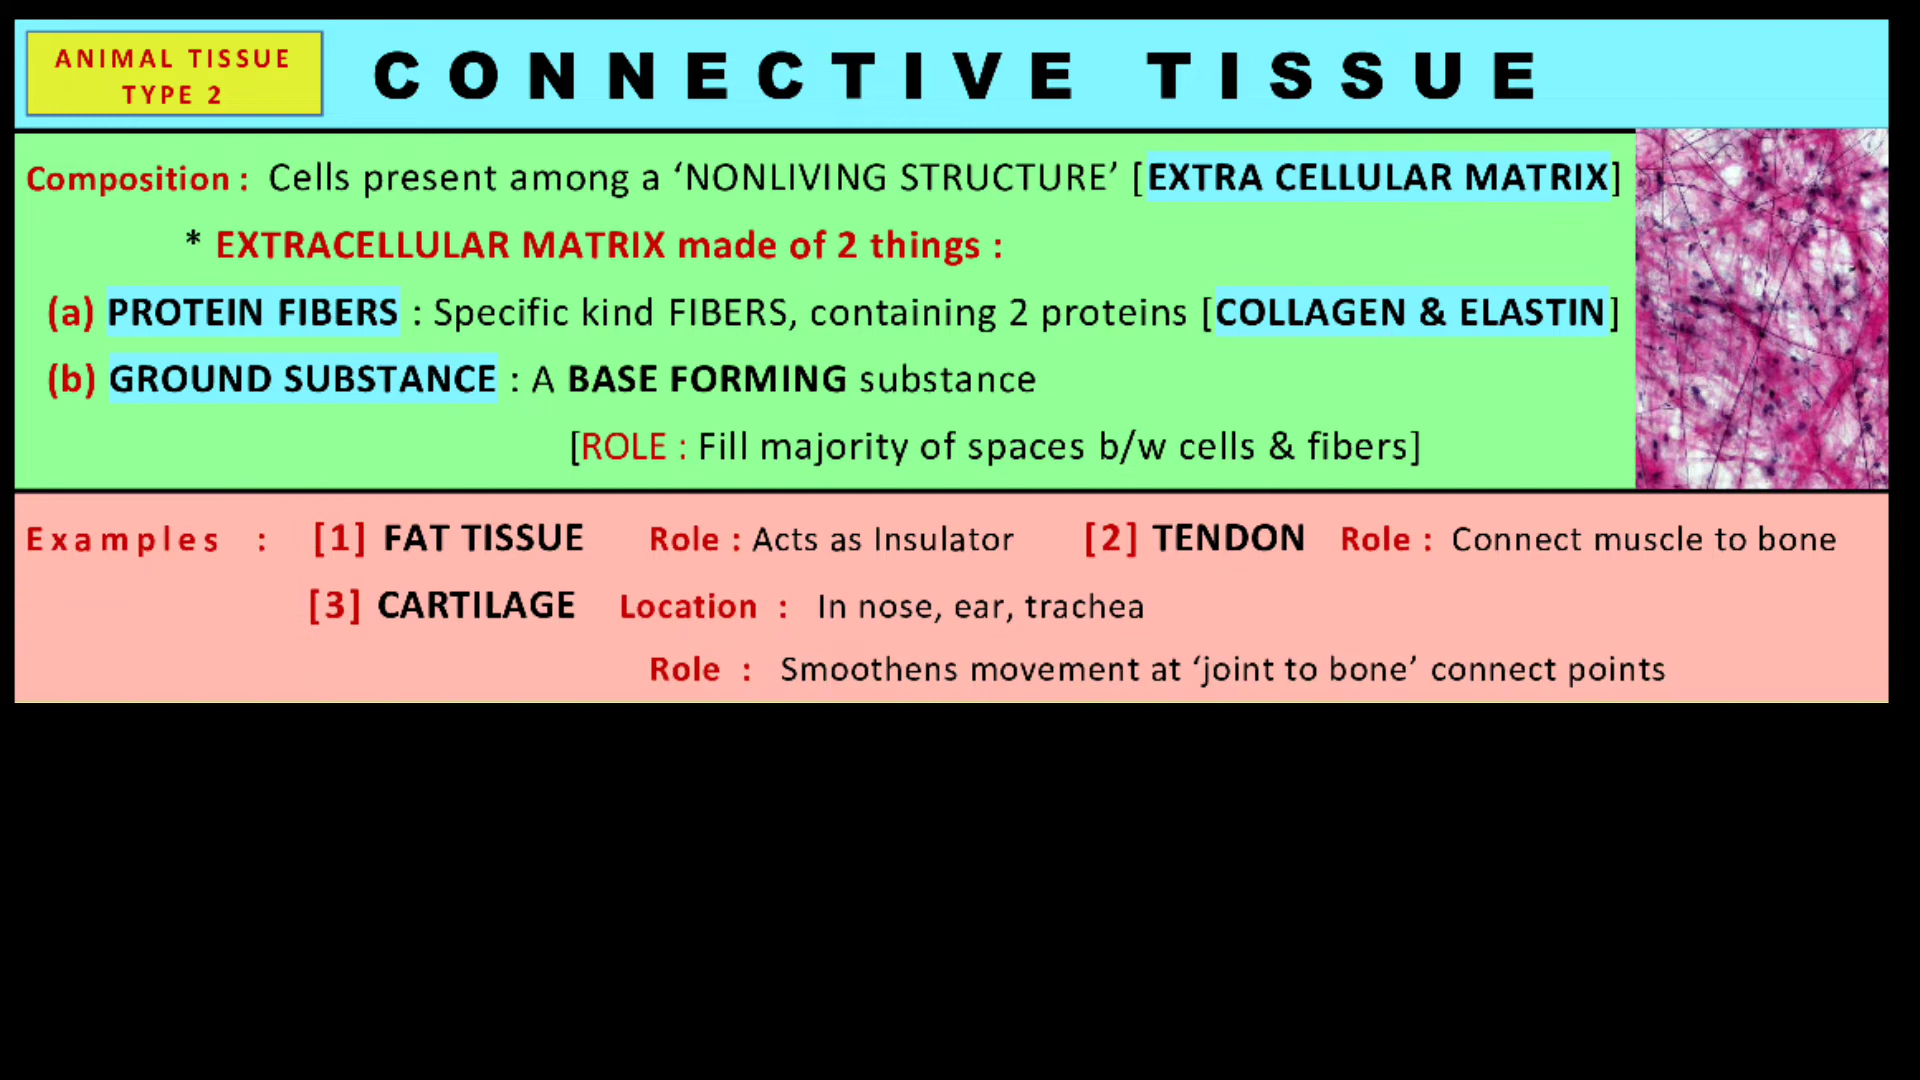 ANIMAL TISSUE
TYPE 2
CONNECTIVE TISSUE
Composition : Cells present among a ‘NONLIVING STRUCTURE’ [EXTRA CELLULAR MATRIX]
* EXTRACELLULAR MATRIX made of 2 things :
(a) PROTEIN FIBERS : Specific kind FIBERS, containing 2 proteins [COLLAGEN & ELASTIN]
(b) GROUND SUBSTANCE : A BASE FORMING substance
[ROLE : Fill majority of spaces b/w cells & fibers]
Examples : [1] FAT TISSUE Role : Acts as Insulator [2] TENDON Role : Connect muscle to bone
[3] CARTILAGE Location : In nose, ear, trachea
Role : Smoothens movement at ‘joint to bone’ connect points